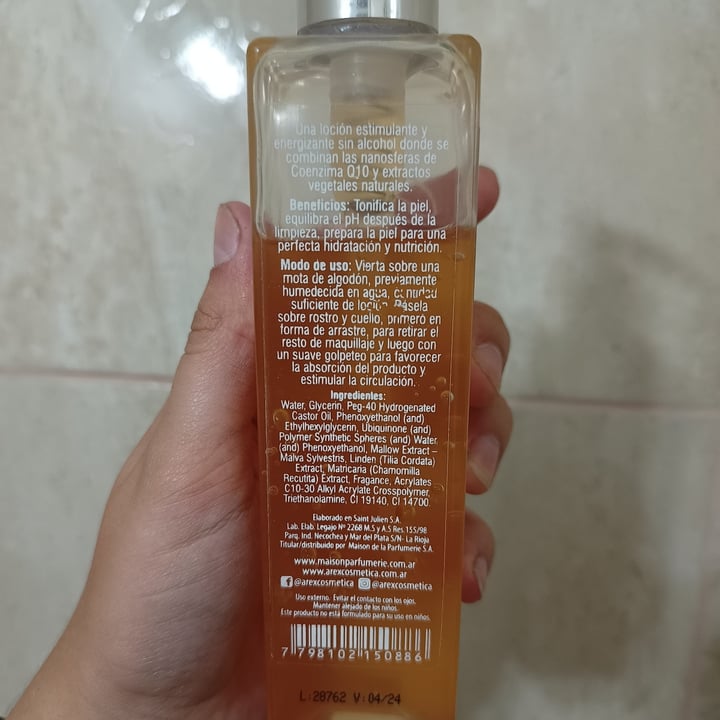 Una loción estimulante y
energizante sin alcohol donde se
combinan las nanosferas de
Coenzima Q10 y extractos
vegetales naturales.
Beneficios: Tonifica la piel,
equilibra el pH después de la
limpieza, prepara la piel para una
perfecta hidratación y nutrición.
Modo de uso: Vierta sobre una
mota de algodón, previamente
humedecida en agua, cantidad
suficiente de loción. Pásela
sobre rostro y cuello, primero en
forma de arrastre, para retirar el
resto de maquillaje y luego con
un suave golpeteo para favorecer
la absorción del producto y
estimular la circulación.
Ingredientes:
Water, Glycerin, Peg-40 Hydrogenated
Castor Oil, Phenoxyethanol (and)
Ethylhexylglycerin, Ubiquinone (and)
Polymer Synthetic Spheres (and) Water
(and) Phenoxyethanol, Mallow Extract –
Malva Sylvestris, Linden (Tilia Cordata)
Extract, Matricaria (Chamomilla
Recutita) Extract, Fragance, Acrylates
C10-30 Alkyl Acrylate Crosspolymer,
Triethanolamine, CI 19140, CI 14700.
Elaborado en Saint Julien S.A.
Lab. Elab. Legajo Nº 2268 M.S y A.S Res. 155/98
Parq. Ind. Necochea y Mar del Plata S/N- La Rioja
Titular/distribuido por Maison de la Parfumerie S.A.
www.maisonparfumerie.com.ar
www.arexcosmetica.com.ar
@arexcosmetica @arexcosmetica
Uso externo. Evitar el contacto con los ojos.
Mantener alejado de los niños.
Este producto no está formulado para su uso en niños.
7 798102 150886
L:28762 V:04/24